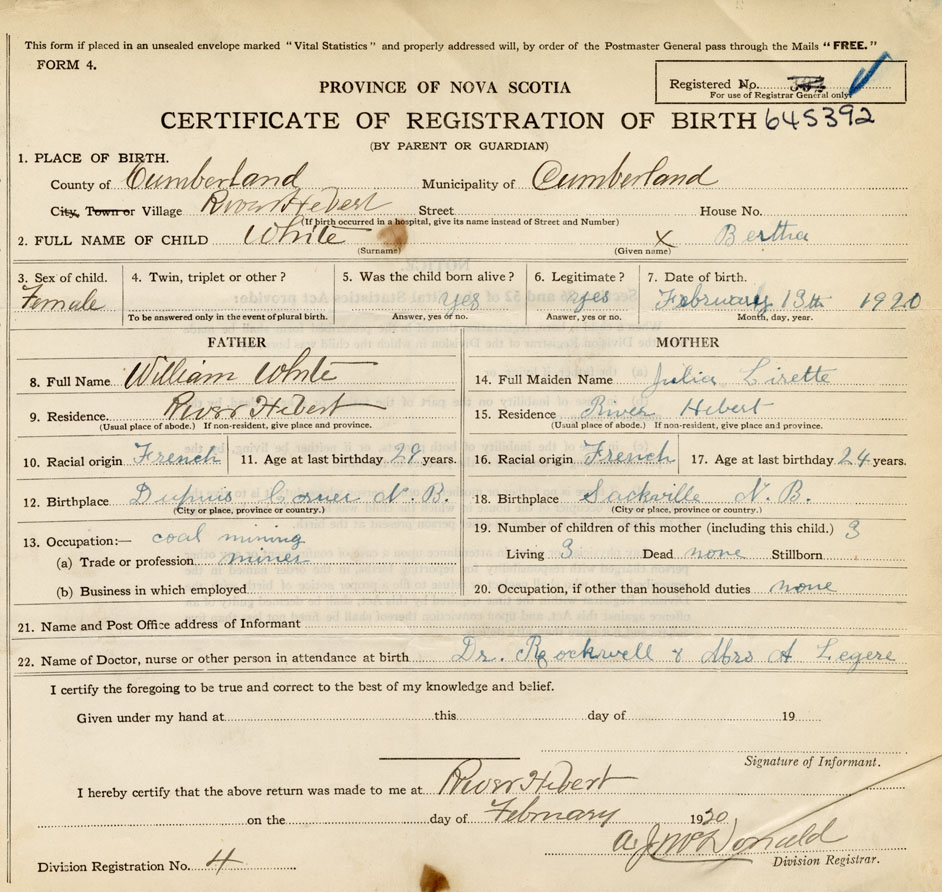 This form if placed in an unsealed envelope marked "Vital Statistics" and properly addressed will, by order of the Postmaster General pass through the Mails "FREE."
FORM 4.
PROVINCE OF NOVA SCOTIA
Registered No.
For use of Registrar General only
CERTIFICATE OF REGISTRATION OF BIRTH 645392
(BY PARENT OR GUARDIAN)
1. PLACE OF BIRTH.
County of Cumberland Municipality of Cumberland
City, Town or Village River Hebert Street House No.
(If birth occurred in a hospital, give its name instead of Street and Number)
2. FULL NAME OF CHILD White X Bertha
(Surname) (Given name)
3. Sex of child. 4. Twin, triplet or other? 5. Was the child born alive? 6. Legitimate? 7. Date of birth.
Female yes yes February 13th 1920
To be answered only in the event of plural birth. Answer, yes or no. Answer, yes or no. Month, day, year.
FATHER
8. Full Name William White
9. Residence River Hebert
(Usual place of abode.) If non-resident, give place and province.
10. Racial origin French 11. Age at last birthday 29 years.
12. Birthplace Dupuis Corner N. B.
(City or place, province or country.)
13. Occupation:— coal mining
(a) Trade or profession miner
(b) Business in which employed
MOTHER
14. Full Maiden Name Julia Lirette
15. Residence River Hebert
(Usual place of abode.) If non-resident, give place and province.
16. Racial origin French 17. Age at last birthday 24 years.
18. Birthplace Sackville N. B.
(City or place, province or country.)
19. Number of children of this mother (including this child.) 3
Living 3 Dead none Stillborn
20. Occupation, if other than household duties none
21. Name and Post Office address of Informant
22. Name of Doctor, nurse or other person in attendance at birth Dr. Rockwell & Mrs A Legere
I certify the foregoing to be true and correct to the best of my knowledge and belief.
Given under my hand at this day of 19
Signature of Informant.
I hereby certify that the above return was made to me at River Hebert
on the day of February 1920
A. J. McDonald
Division Registration No. 4 Division Registrar.